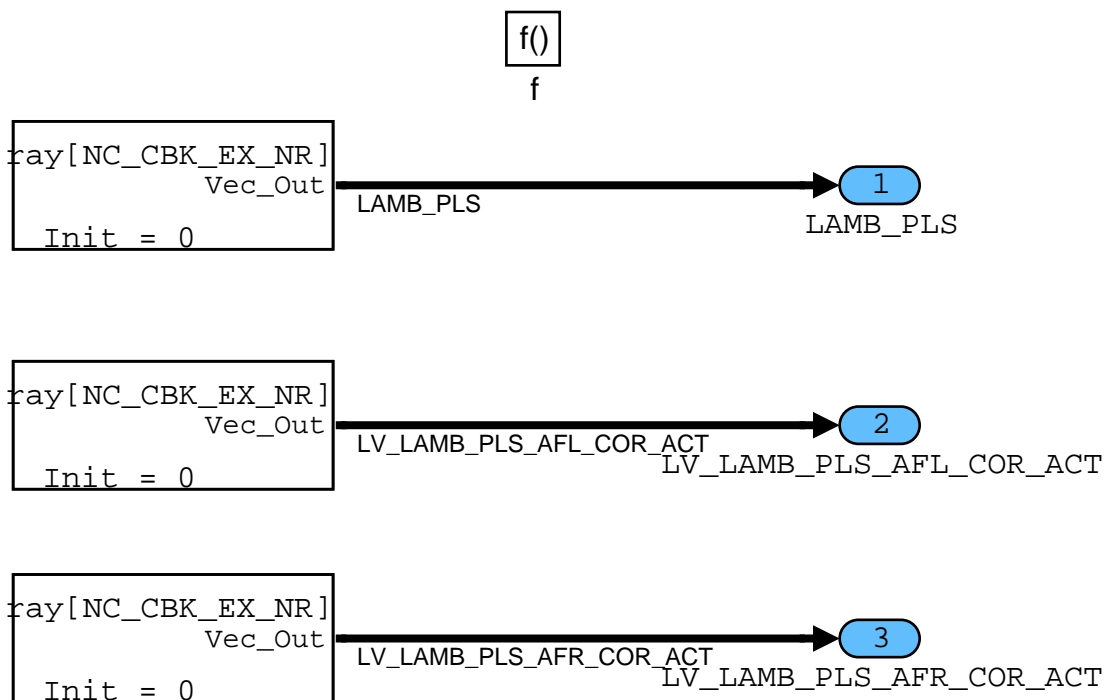 f()
f
ray[NC_CBK_EX_NR]
Vec_Out
Init = 0
LAMB_PLS
1
LAMB_PLS
ray[NC_CBK_EX_NR]
Vec_Out
Init = 0
LV_LAMB_PLS_AFL_COR_ACT
2
LV_LAMB_PLS_AFL_COR_ACT
ray[NC_CBK_EX_NR]
Vec_Out
Init = 0
LV_LAMB_PLS_AFR_COR_ACT
3
LV_LAMB_PLS_AFR_COR_ACT